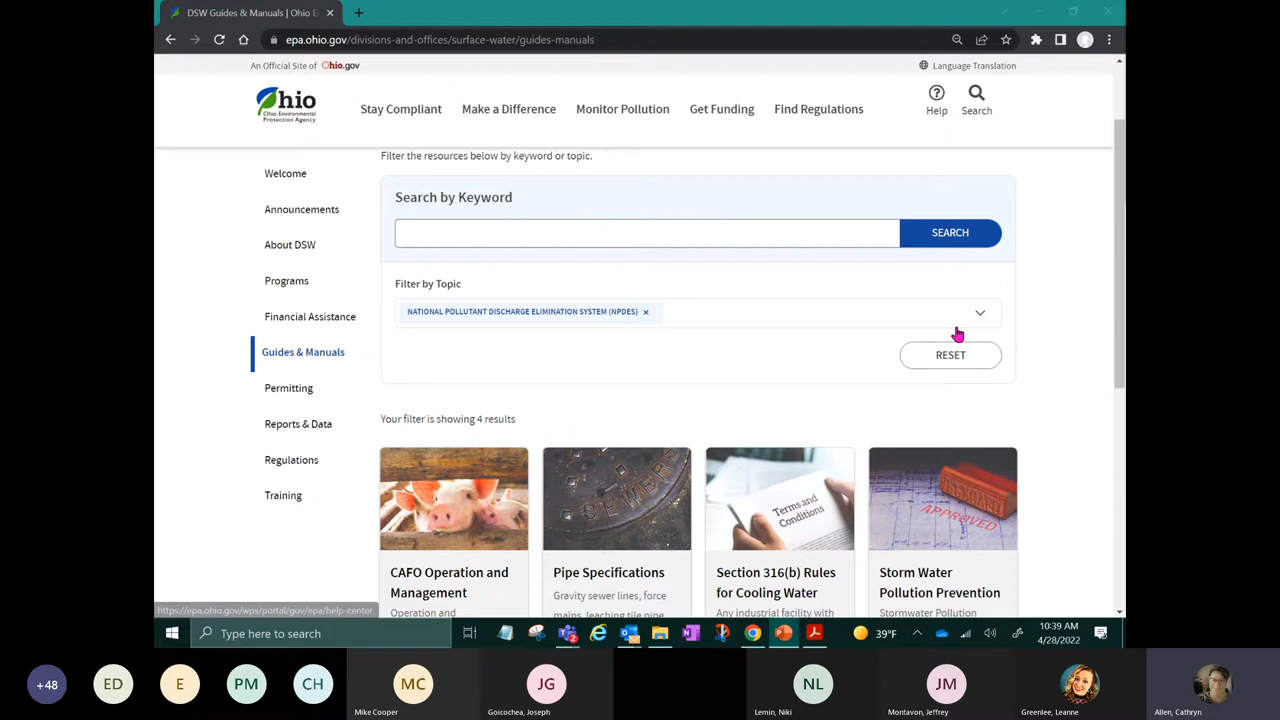 DSW Guides & Manuals | Ohio E
epa.ohio.gov/divisions-and-offices/surface-water/guides-manuals
An Official Site of Ohio.gov
Language Translation
Ohio
Ohio Environmental
Protection Agency
Stay Compliant
Make a Difference
Monitor Pollution
Get Funding
Find Regulations
Help
Search
Welcome
Announcements
About DSW
Programs
Financial Assistance
Guides & Manuals
Permitting
Reports & Data
Regulations
Training
Filter the resources below by keyword or topic.
Search by Keyword
SEARCH
Filter by Topic
NATIONAL POLLUTANT DISCHARGE ELIMINATION SYSTEM (NPDES) ×
RESET
Your filter is showing 4 results
SEWER
Terms and
Conditions
APPROVED
CAFO Operation and
Management
Operation and
Pipe Specifications
Gravity sewer lines, force
mains, leaching tile pipe
Section 316(b) Rules
for Cooling Water
Any industrial facility with
Storm Water
Pollution Prevention
Stormwater Pollution
https://epa.ohio.gov/wps/portal/gov/epa/help-center
Type here to search
39°F
10:39 AM
4/28/2022
+48
ED
E
PM
CH
MC
Mike Cooper
JG
Goicochea, Joseph
NL
Lemin, Niki
JM
Montavon, Jeffrey
Greenlee, Leanne
Allen, Cathryn